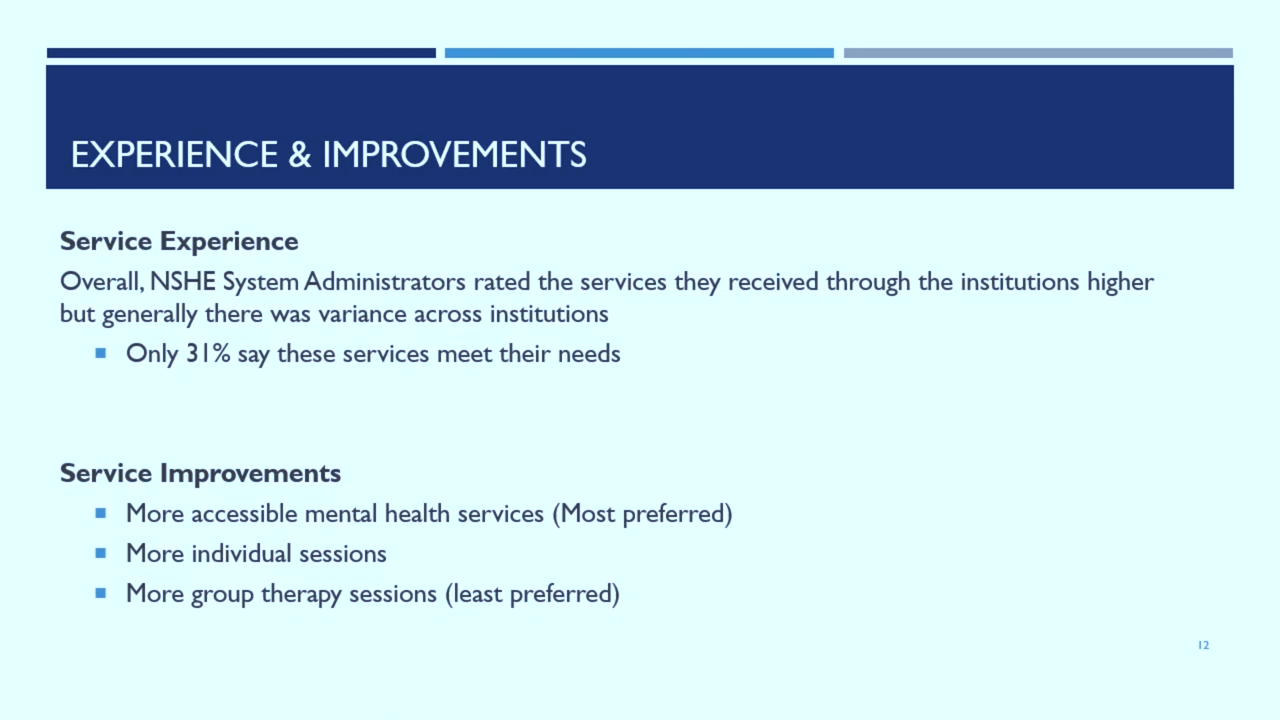 EXPERIENCE & IMPROVEMENTS
Service Experience
Overall, NSHE System Administrators rated the services they received through the institutions higher
but generally there was variance across institutions
Only 31% say these services meet their needs
Service Improvements
More accessible mental health services (Most preferred)
More individual sessions
More group therapy sessions (least preferred)
12